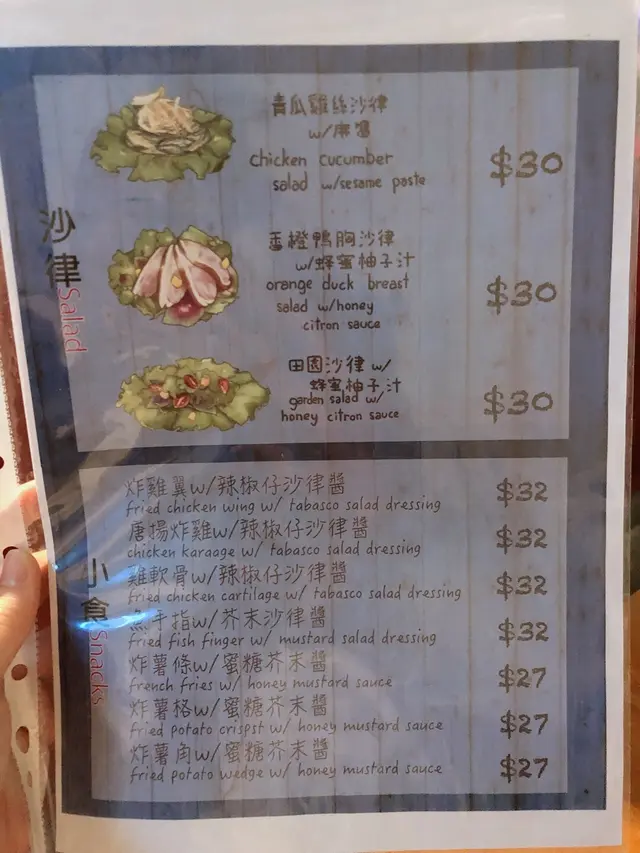 沙律 Salad
青瓜雞絲沙律
w/麻醬
chicken cucumber
salad w/sesame paste
$30
香橙鴨胸沙律
w/蜂蜜柚子汁
orange duck breast
salad w/honey
citron sauce
$30
田園沙律 w/
蜂蜜柚子汁
garden salad w/
honey citron sauce
$30
小食 Snacks
炸雞翼w/辣椒仔沙律醬
fried chicken wing w/ tabasco salad dressing
$32
唐揚炸雞w/辣椒仔沙律醬
chicken karaage w/ tabasco salad dressing
$32
雞軟骨w/辣椒仔沙律醬
fried chicken cartilage w/ tabasco salad dressing
$32
魚手指w/芥末沙律醬
fried fish finger w/ mustard salad dressing
$32
炸薯條w/蜜糖芥末醬
french fries w/ honey mustard sauce
$27
炸薯格w/蜜糖芥末醬
fried potato crispst w/ honey mustard sauce
$27
炸薯角w/蜜糖芥末醬
fried potato wedge w/ honey mustard sauce
$27